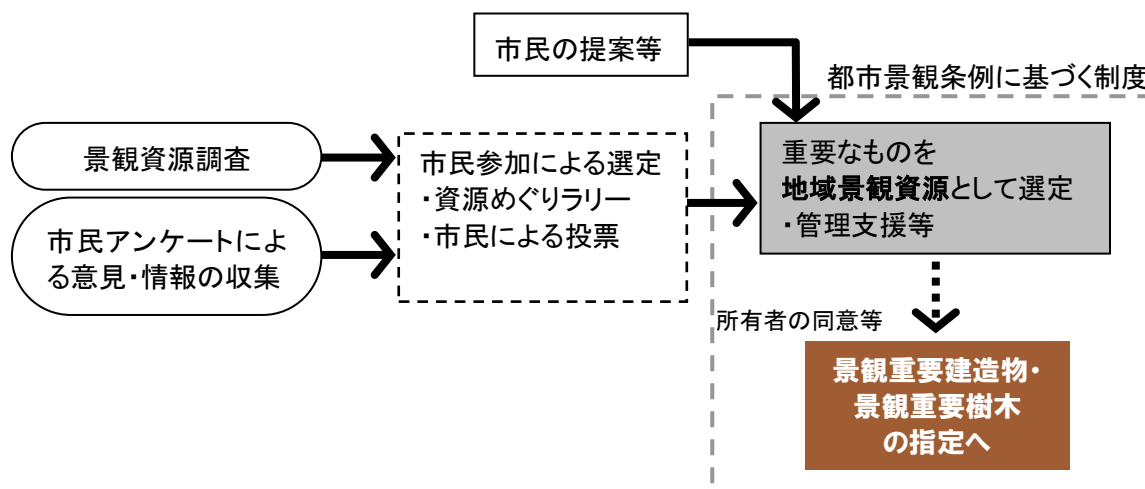 市民の提案等
都市景観条例に基づく制度
景観資源調査
市民アンケートによ
る意見・情報の収集
市民参加による選定
・資源めぐりラリー
・市民による投票
重要なものを
地域景観資源として選定
・管理支援等
所有者の同意等
景観重要建造物・
景観重要樹木
の指定へ